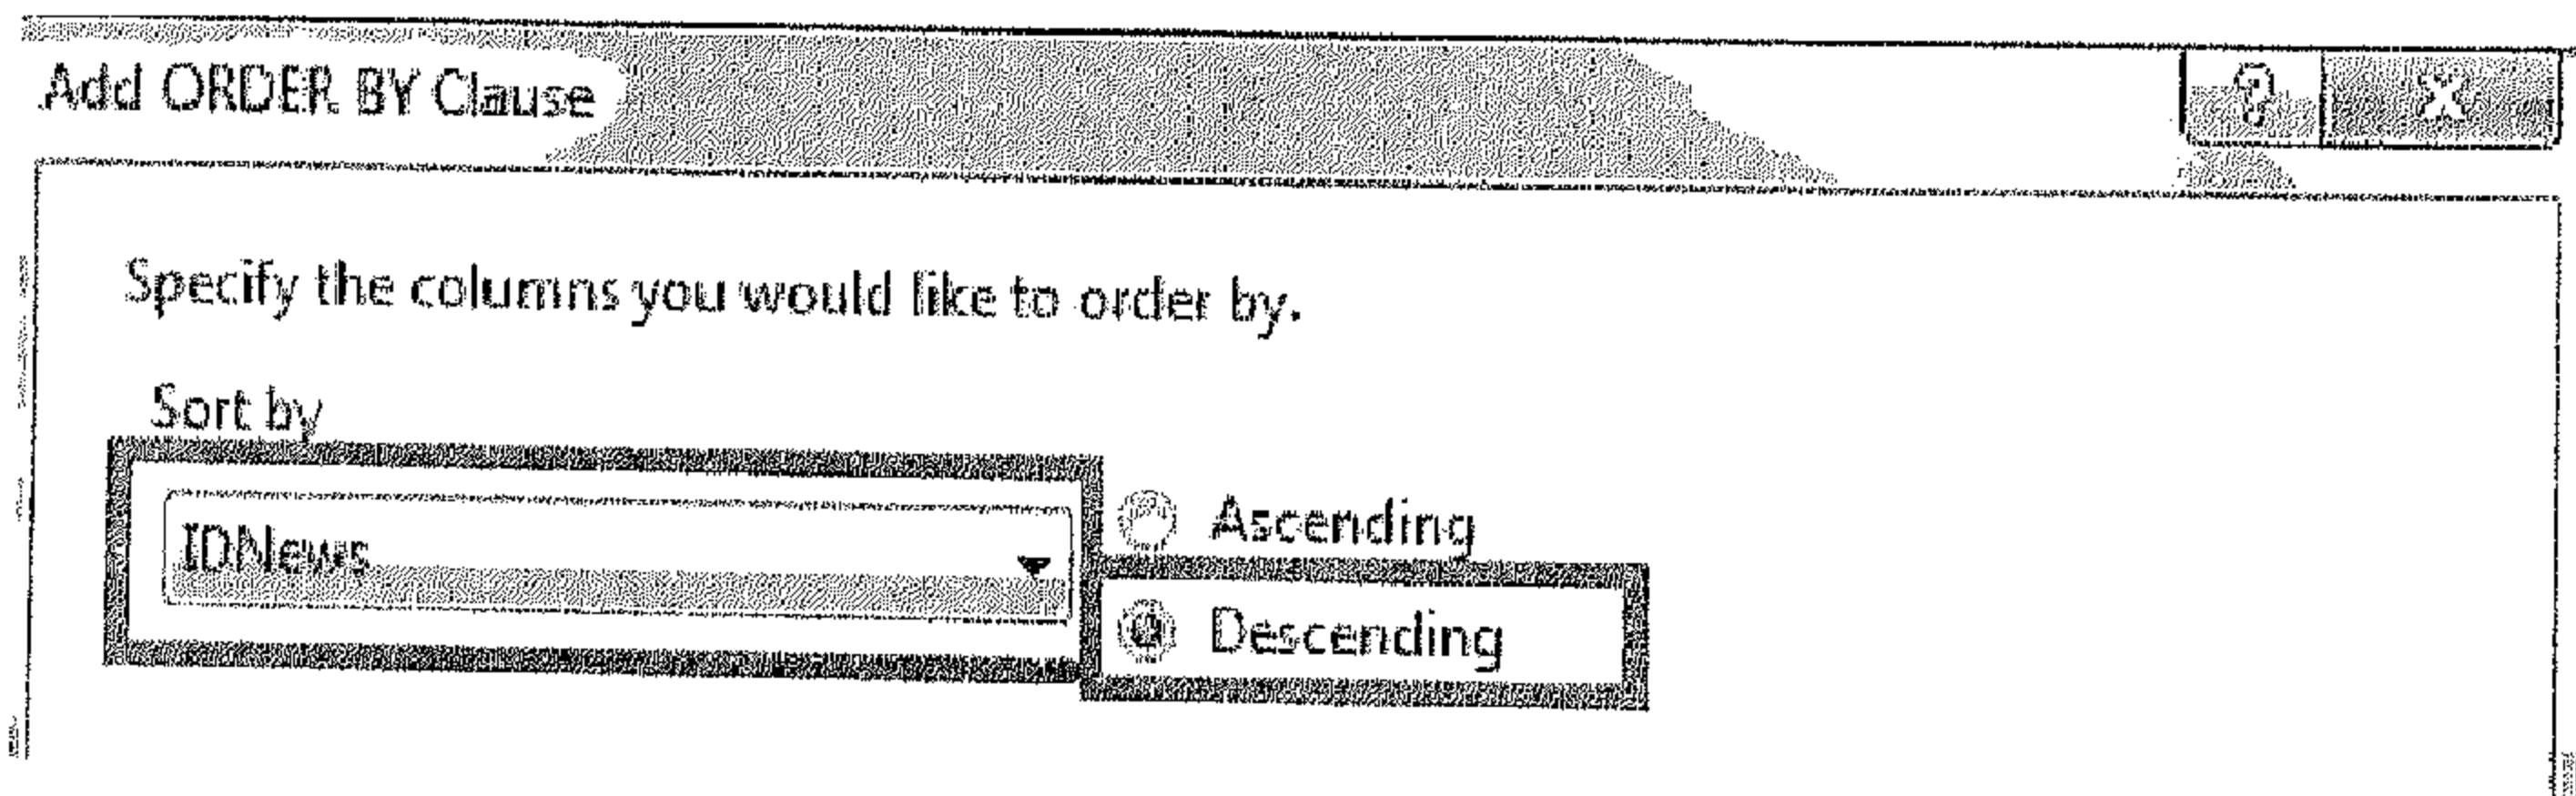 Add ORDER BY Clause
? X
Specify the columns you would like to order by.
Sort by
IDNews
Ascending
Descending